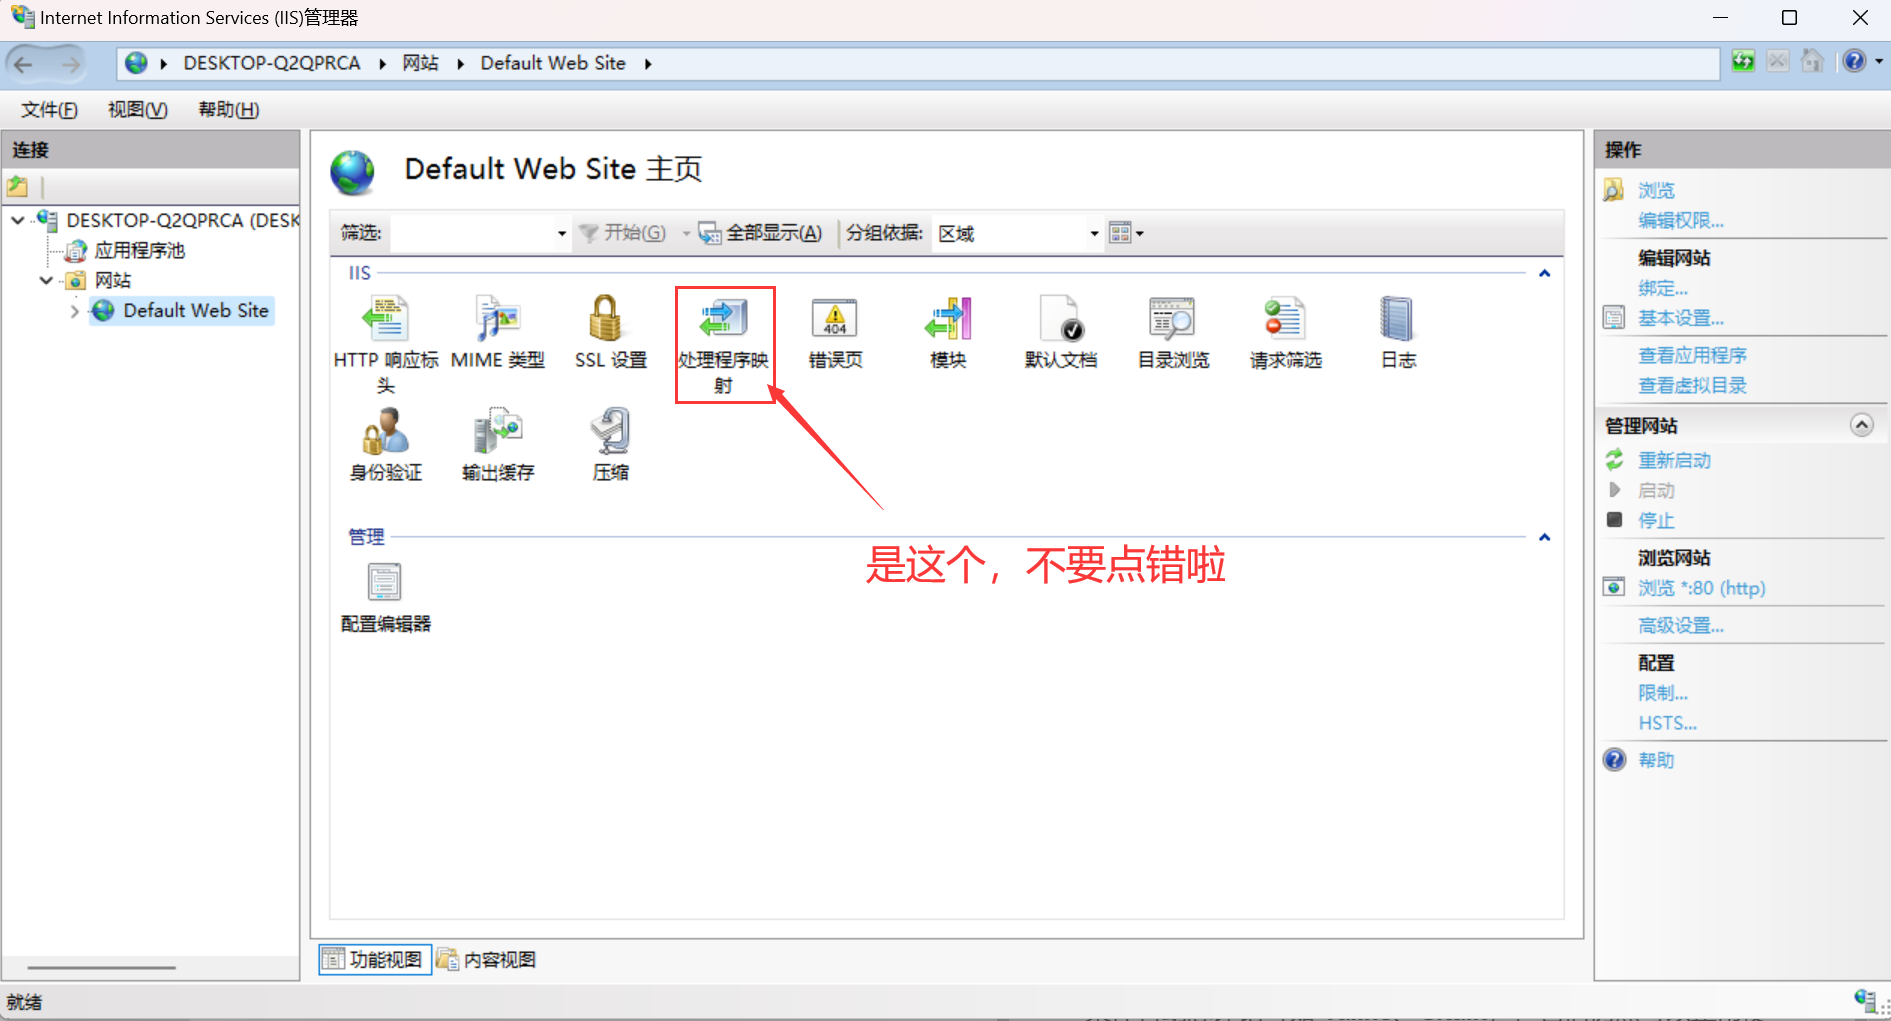 Internet Information Services (IIS)管理器
DESKTOP-Q2QPRCA 网站 Default Web Site
文件(F) 视图(V) 帮助(H)
连接
DESKTOP-Q2QPRCA (DESK
应用程序池
网站
Default Web Site
Default Web Site 主页
筛选: 开始(G) 全部显示(A) 分组依据: 区域
IIS
HTTP 响应标头
MIME 类型
SSL 设置
处理程序映射
错误页
404
模块
默认文档
目录浏览
请求筛选
日志
身份验证
输出缓存
压缩
管理
配置编辑器
是这个，不要点错啦
功能视图 内容视图
操作
浏览
编辑权限...
编辑网站
绑定...
基本设置...
查看应用程序
查看虚拟目录
管理网站
重新启动
启动
停止
浏览网站
浏览 *:80 (http)
高级设置...
配置
限制...
HSTS...
帮助
就绪